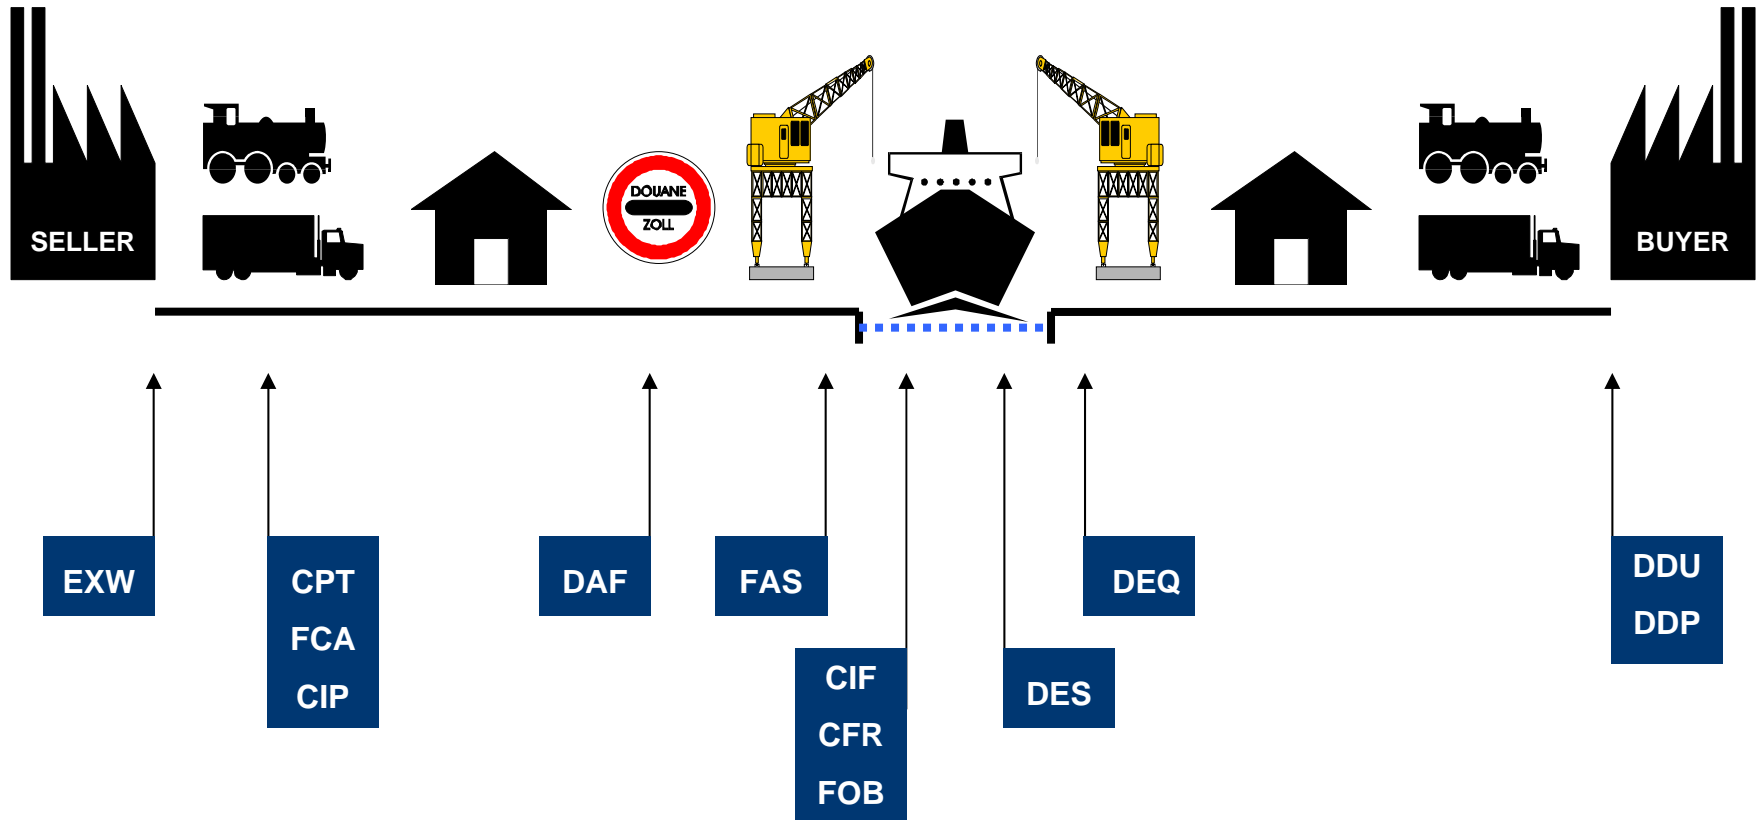 SELLER
DOUANE
ZOLL
BUYER
EXW
CPT
FCA
CIP
DAF
FAS
CIF
CFR
FOB
DES
DEQ
DDU
DDP